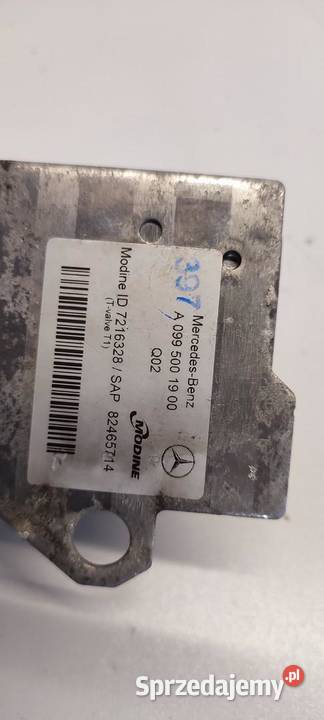 397
Mercedes-Benz
A 099 500 19 00
Q02
MODINE
Modine ID 7216328 / SAP 82465714
(T-valve T1)
Sprzedajemy.pl